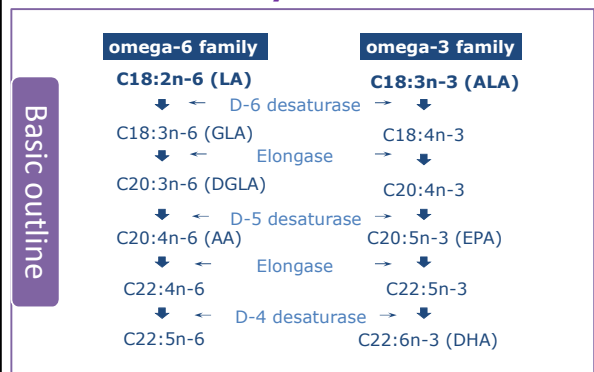 omega-6 family omega-3 family
C18:2n-6 (LA) C18:3n-3 (ALA)
← D-6 desaturase →
C18:3n-6 (GLA) C18:4n-3
← Elongase →
C20:3n-6 (DGLA) C20:4n-3
← D-5 desaturase →
C20:4n-6 (AA) C20:5n-3 (EPA)
← Elongase →
C22:4n-6 C22:5n-3
← D-4 desaturase →
C22:5n-6 C22:6n-3 (DHA)
Basic outline